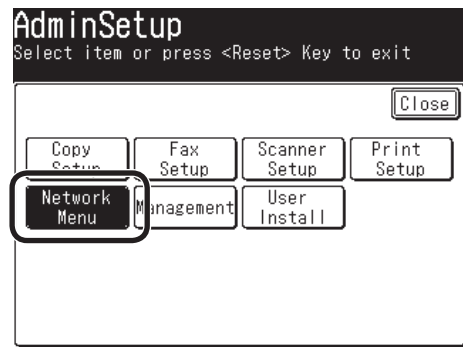 AdminSetup
Select item or press <Reset> Key to exit
Close
Copy Setup
Fax Setup
Scanner Setup
Print Setup
Network Menu
Management
User Install